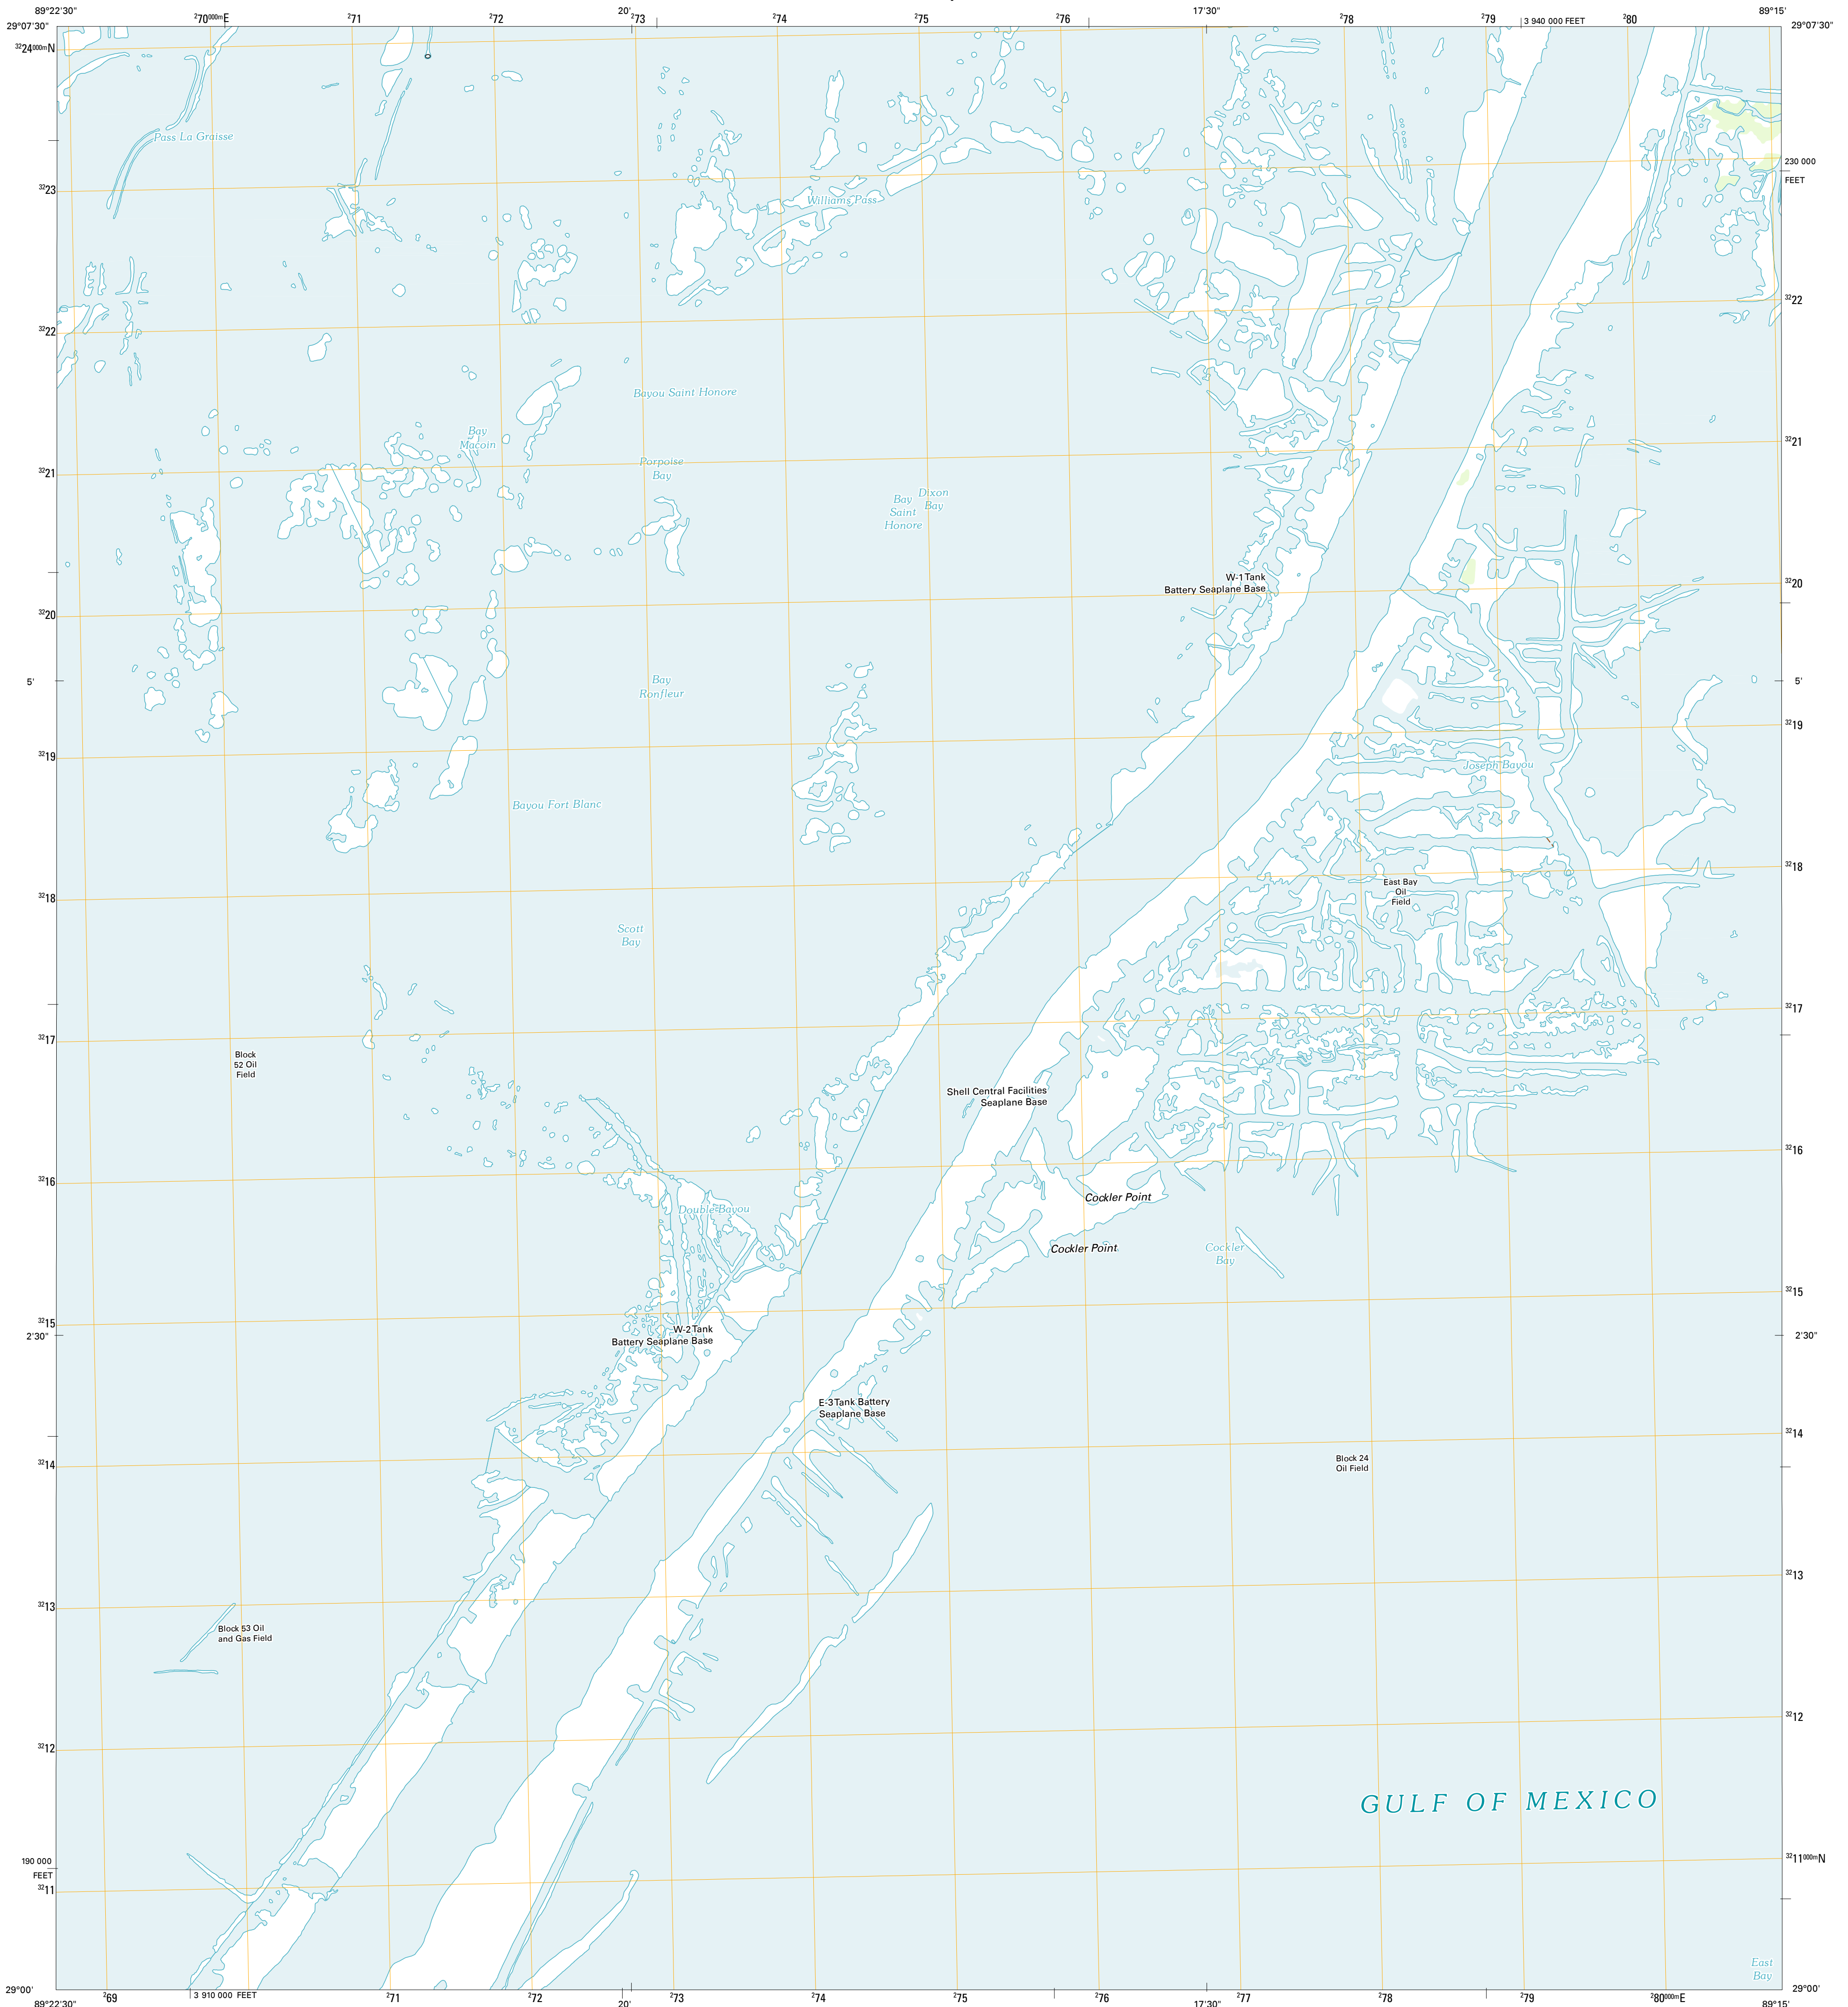 89°22'30" ²70⁰⁰⁰ᵐE ²71 ²72 20' ²73 ²74 ²75 ²76 17'30" ²78 ²79 3 940 000 FEET ²80 89°15'
29°07'30" 29°07'30"
³²24⁰⁰⁰ᵐN
Pass La Graisse
230 000
FEET
³²23
Williams Pass
³²22
³²22
Bayou Saint Honore
Bay
Macoin
³²21
Porpoise
Bay
³²21
Dixon
Bay
Bay
Saint
Honore
W-1 Tank
Battery Seaplane Base
³²20
³²20
5' 5'
Bay
Ronfleur
³²19
³²19
Joseph Bayou
Bayou Fort Blanc
³²18
East Bay
Oil
Field
³²18
Scott
Bay
³²17
³²17
Block
52 Oil
Field
Shell Central Facilities
Seaplane Base
³²16
³²16
Cockler Point
Double Bayou
Cockler Point
Cockler
Bay
³²15
³²15
W-2 Tank
Battery Seaplane Base
2'30" 2'30"
E-3 Tank Battery
Seaplane Base
³²14
³²14
Block 24
Oil Field
³²13
³²13
Block 53 Oil
and Gas Field
³²12
³²12
GULF OF MEXICO
190 000
FEET
³²11⁰⁰⁰ᵐN
³²11
East
Bay
29°00' 29°00'
²69 3 910 000 FEET ²71 ²72 20' ²73 ²74 ²75 ²76 17'30" ²77 ²78 ²79 ²80⁰⁰⁰ᵐE
89°22'30" 89°15'